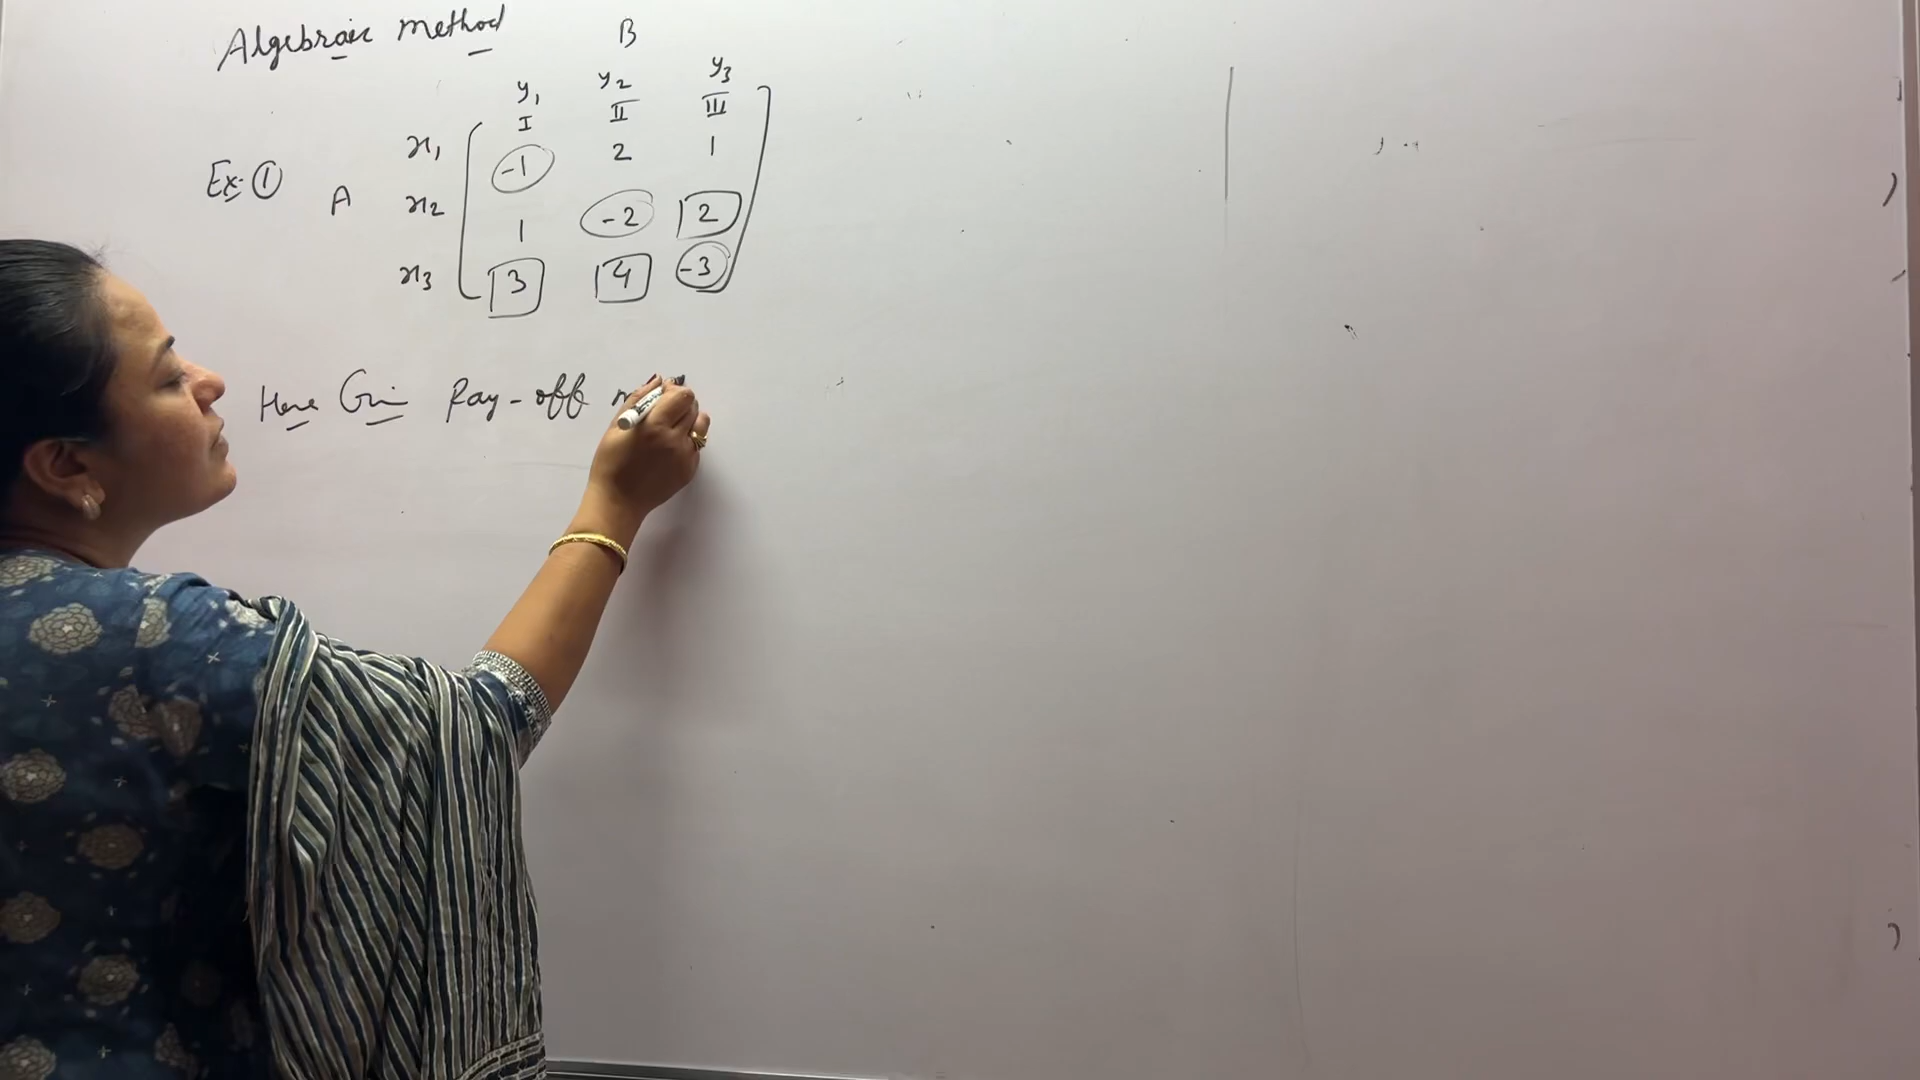 Algebraic Method
B
y₁ y₂ y₃
I II III
x₁ -1 2 1
Ex-① A x₂ 1 -2 2
x₃ 3 4 -3
Here Pay-off